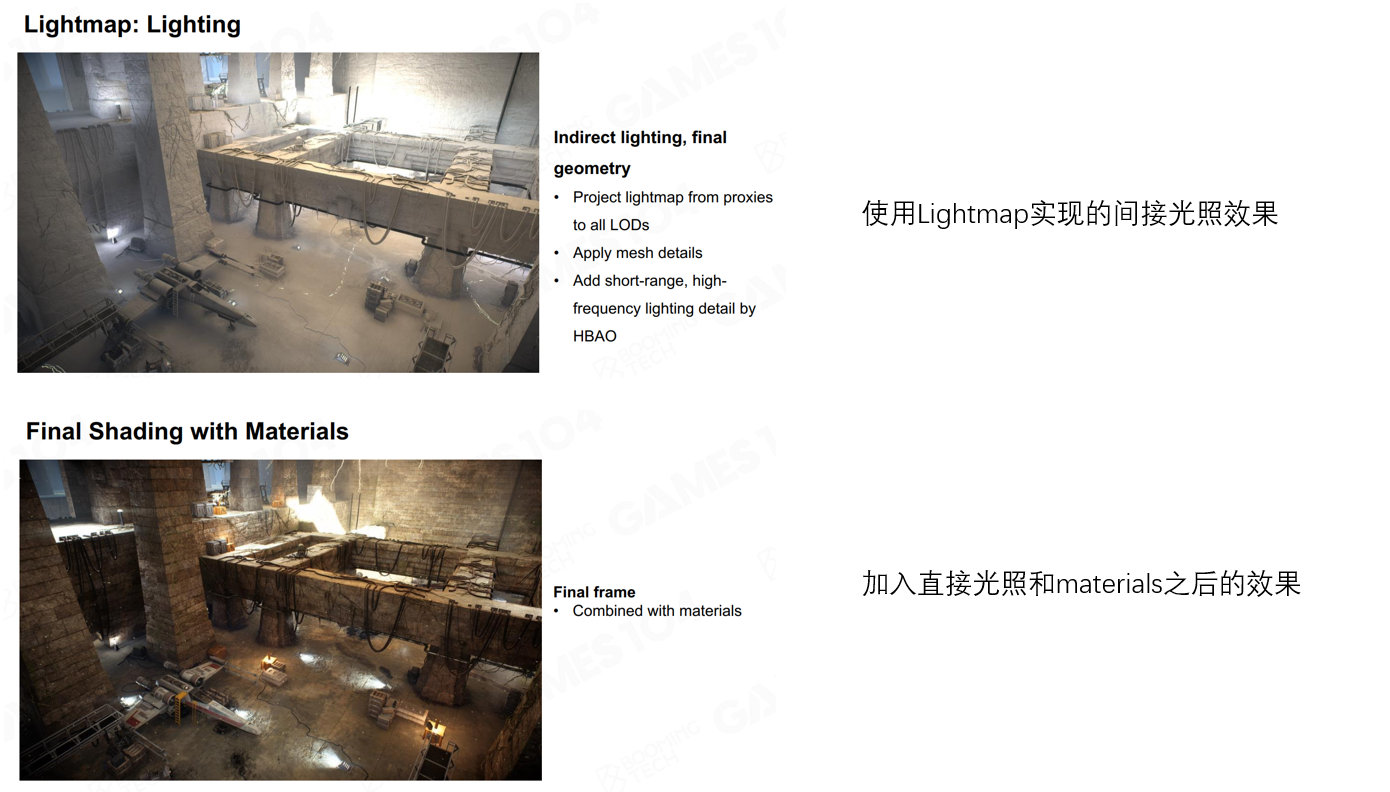 Lightmap: Lighting
Indirect lighting, final
geometry
• Project lightmap from proxies
to all LODs
• Apply mesh details
• Add short-range, high-
frequency lighting detail by
HBAO
使用Lightmap实现的间接光照效果
Final Shading with Materials
Final frame
• Combined with materials
加入直接光照和materials之后的效果
GAMES104
BOOMING
TECH